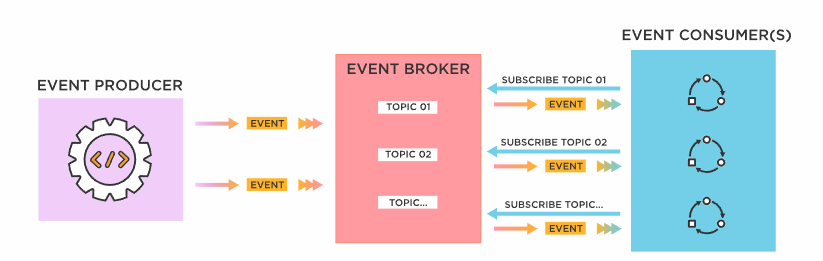 EVENT PRODUCER
</>
EVENT
EVENT
EVENT BROKER
TOPIC 01
TOPIC 02
TOPIC...
SUBSCRIBE TOPIC 01
EVENT
SUBSCRIBE TOPIC 02
EVENT
SUBSCRIBE TOPIC...
EVENT
EVENT CONSUMER(S)